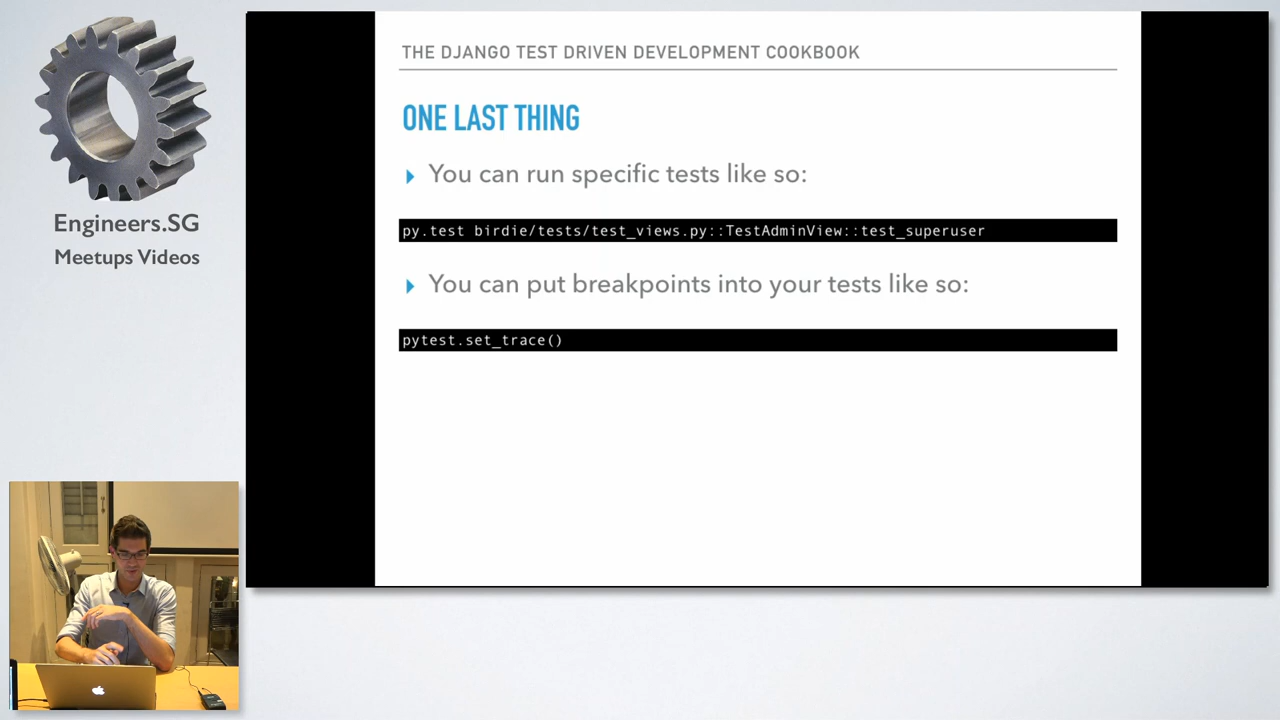 Engineers.SG
Meetups Videos
THE DJANGO TEST DRIVEN DEVELOPMENT COOKBOOK
ONE LAST THING
You can run specific tests like so:
py.test birdie/tests/test_views.py::TestAdminView::test_superuser
You can put breakpoints into your tests like so:
pytest.set_trace()